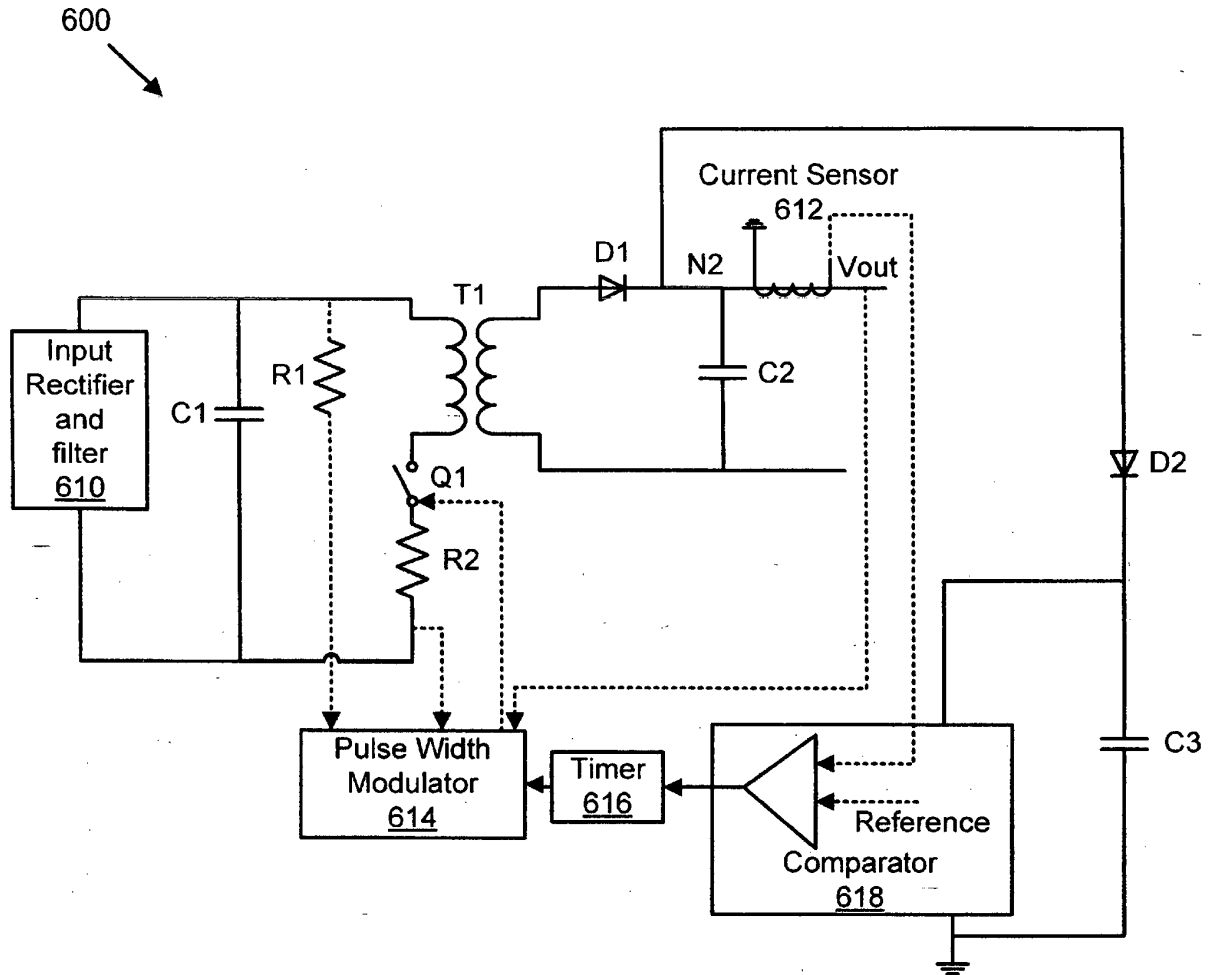 600
Current Sensor
612
D1
N2
Vout
T1
Input
Rectifier
and
filter
610
C1
R1
C2
D2
Q1
R2
Pulse Width
Modulator
614
Timer
616
Reference
Comparator
618
C3